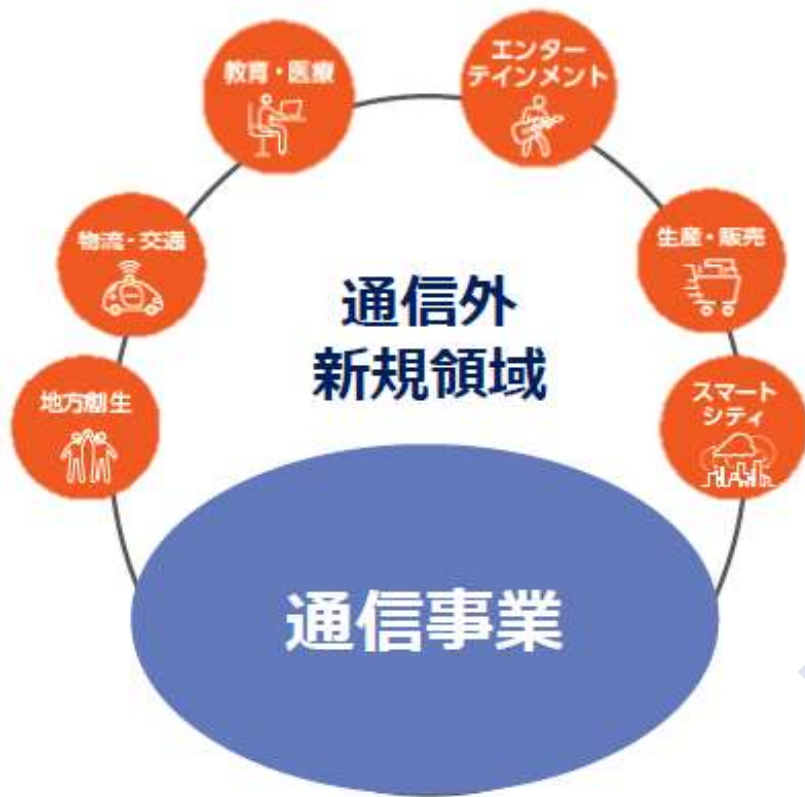 教育・医療
エンター
テインメント
物流・交通
生産・販売
通信外
新規領域
地方創生
スマート
シティ
通信事業